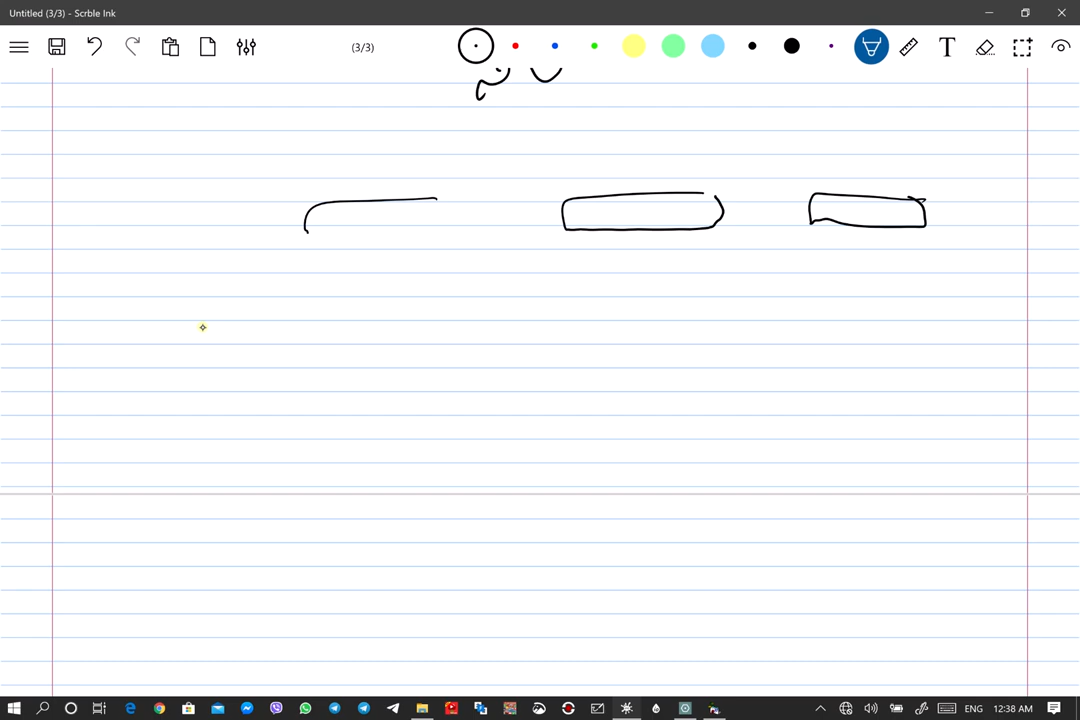 Untitled (3/3) - Scrble Ink
(3/3)
T
ENG 12:38 AM